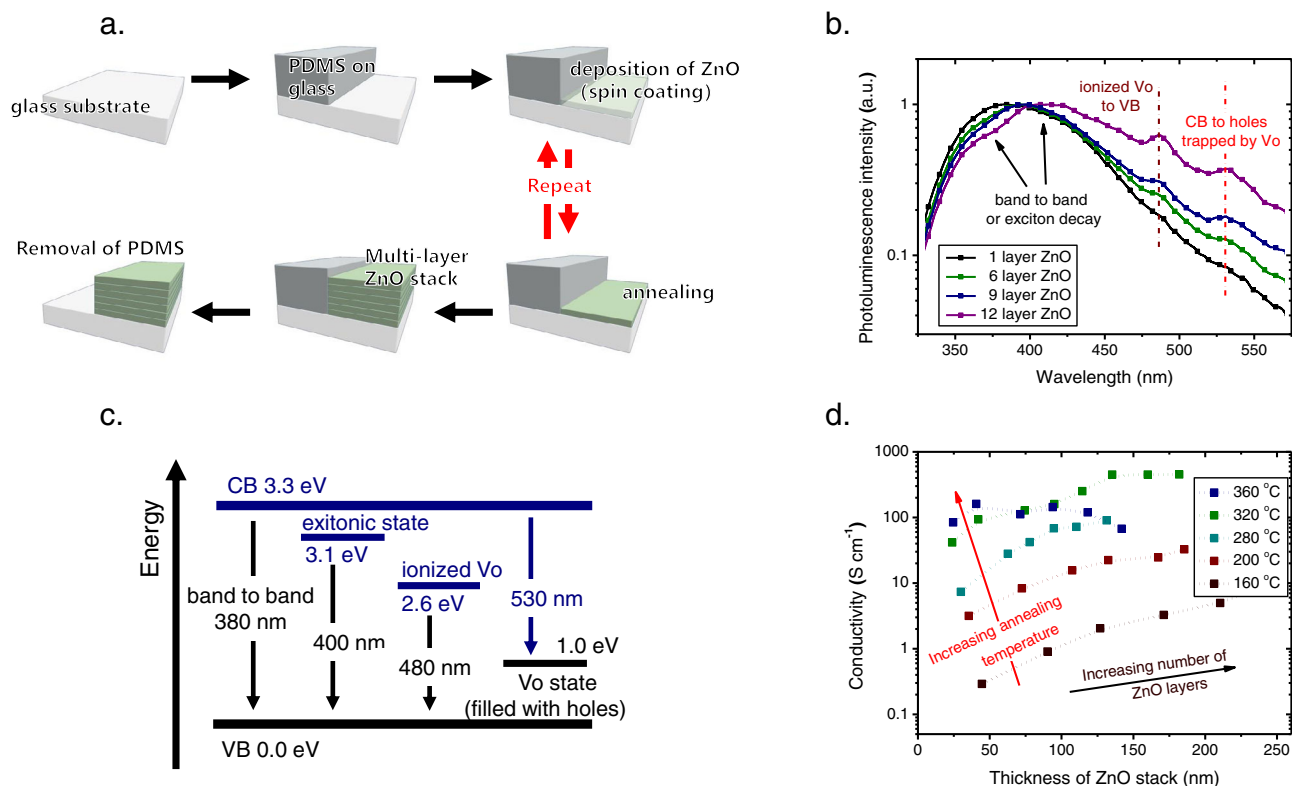 a.
glass substrate
PDMS on
glass
deposition of ZnO
(spin coating)
Repeat
annealing
Multi-layer
ZnO stack
Removal of PDMS
b.
Photoluminescence intensity (a.u.)
1
0.1
ionized Vo
to VB
CB to holes
trapped by Vo
band to band
or exciton decay
1 layer ZnO
6 layer ZnO
9 layer ZnO
12 layer ZnO
350 400 450 500 550
Wavelength (nm)
c.
Energy
CB 3.3 eV
exitonic state
3.1 eV
ionized Vo
2.6 eV
band to band
380 nm
400 nm
480 nm
530 nm
1.0 eV
Vo state
(filled with holes)
VB 0.0 eV
d.
Conductivity (S cm⁻¹)
1000
100
10
1
0.1
360 °C
320 °C
280 °C
200 °C
160 °C
Increasing annealing
temperature
Increasing number of
ZnO layers
0 50 100 150 200 250
Thickness of ZnO stack (nm)